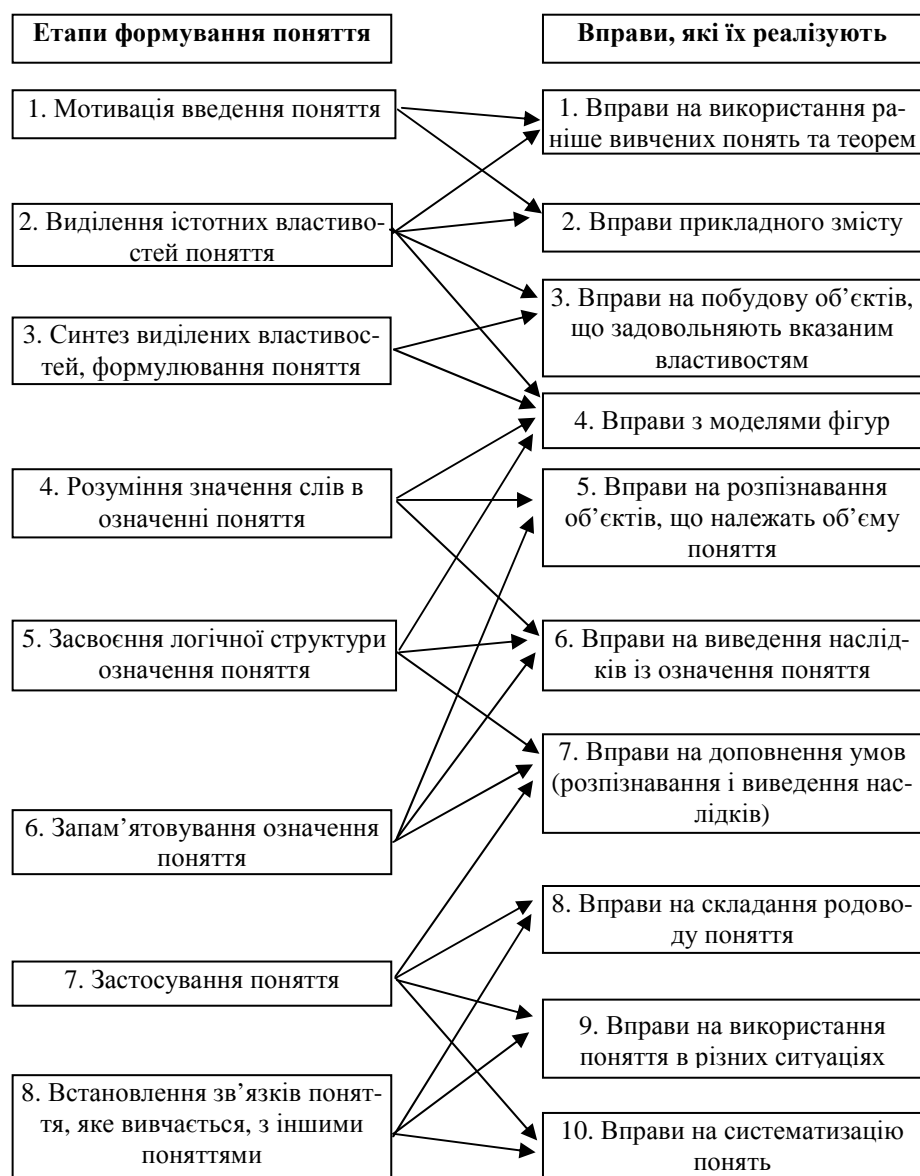 Етапи формування поняття
Вправи, які їх реалізують
1. Мотивація введення поняття
1. Вправи на використання ра-
ніше вивчених понять та теорем
2. Виділення істотних властиво-
стей поняття
2. Вправи прикладного змісту
3. Вправи на побудову об’єктів,
що задовольняють вказаним
властивостям
3. Синтез виділених властивос-
тей, формулювання поняття
4. Вправи з моделями фігур
4. Розуміння значення слів в
означенні поняття
5. Вправи на розпізнавання
об’єктів, що належать об’єму
поняття
5. Засвоєння логічної структури
означення поняття
6. Вправи на виведення наслід-
ків із означення поняття
7. Вправи на доповнення умов
(розпізнавання і виведення нас-
лідків)
6. Запам’ятовування означення
поняття
8. Вправи на складання родово-
ду поняття
7. Застосування поняття
9. Вправи на використання
поняття в різних ситуаціях
8. Встановлення зв’язків понят-
тя, яке вивчається, з іншими
поняттями
10. Вправи на систематизацію
понять